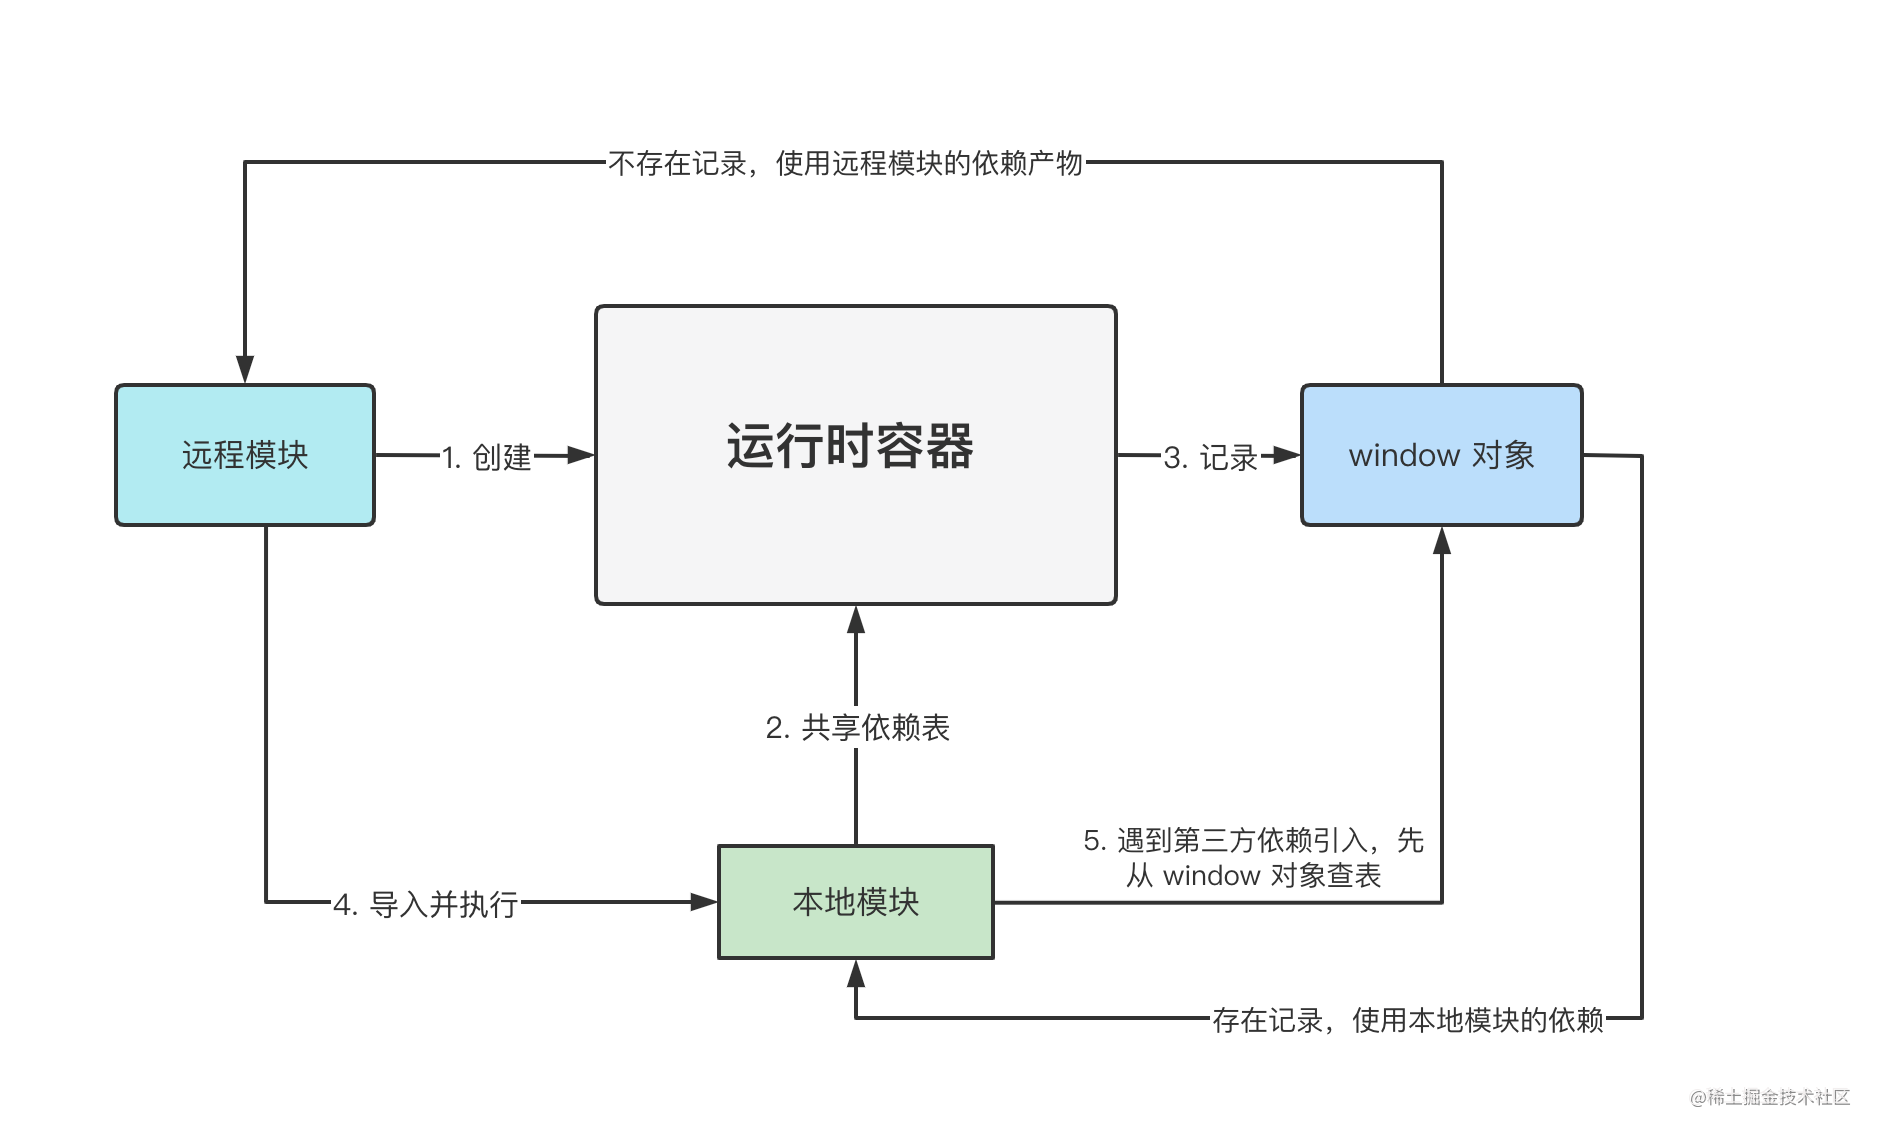 不存在记录，使用远程模块的依赖产物
远程模块
1. 创建
运行时容器
3. 记录
window 对象
2. 共享依赖表
5. 遇到第三方依赖引入，先
从 window 对象查表
4. 导入并执行
本地模块
存在记录，使用本地模块的依赖
@稀土掘金技术社区